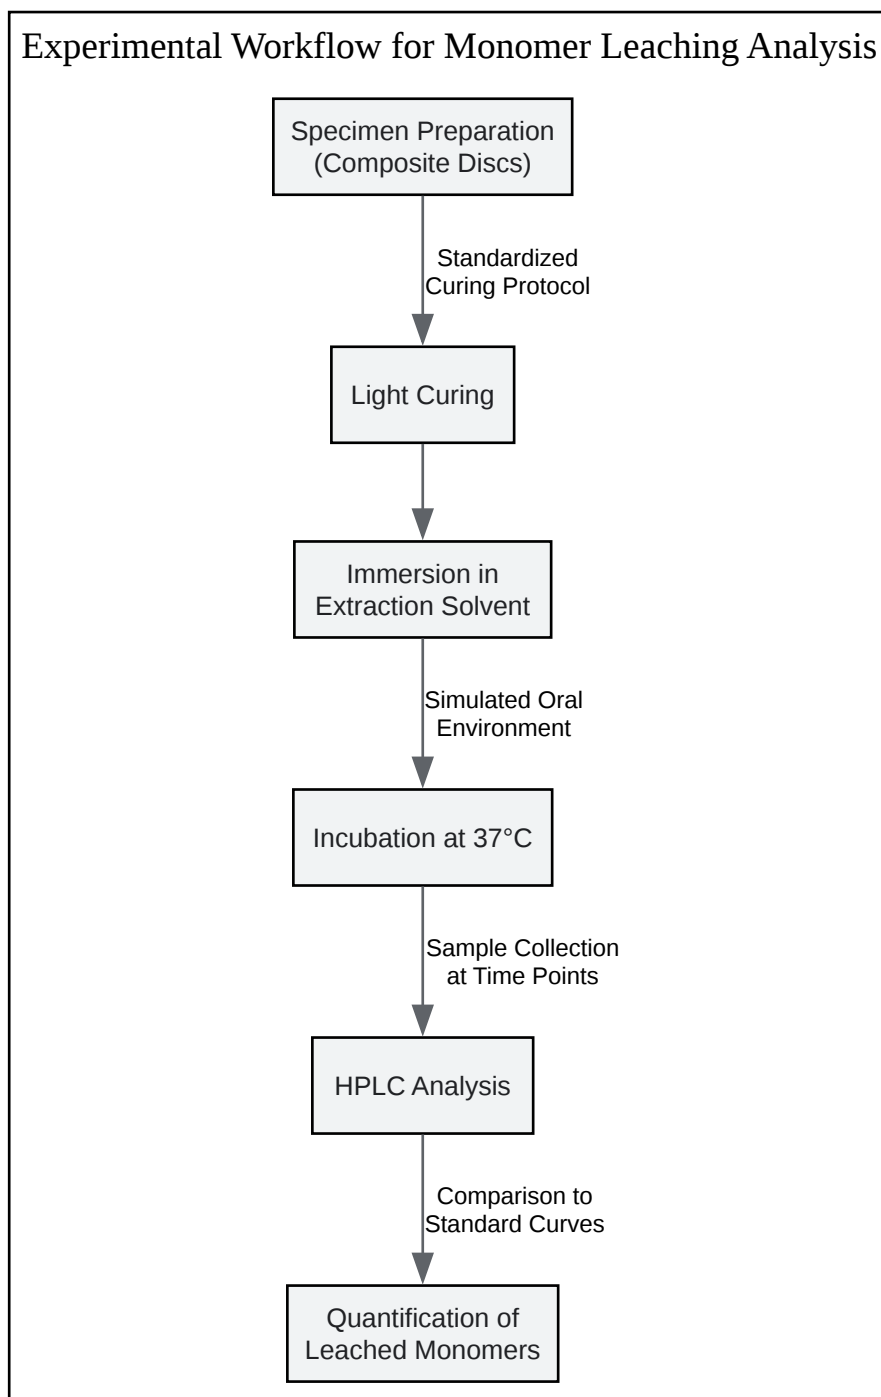 Experimental Workflow for Monomer Leaching Analysis
Specimen Preparation
(Composite Discs)
Standardized
Curing Protocol
Light Curing
Immersion in
Extraction Solvent
Simulated Oral
Environment
Incubation at 37°C
Sample Collection
at Time Points
HPLC Analysis
Comparison to
Standard Curves
Quantification of
Leached Monomers